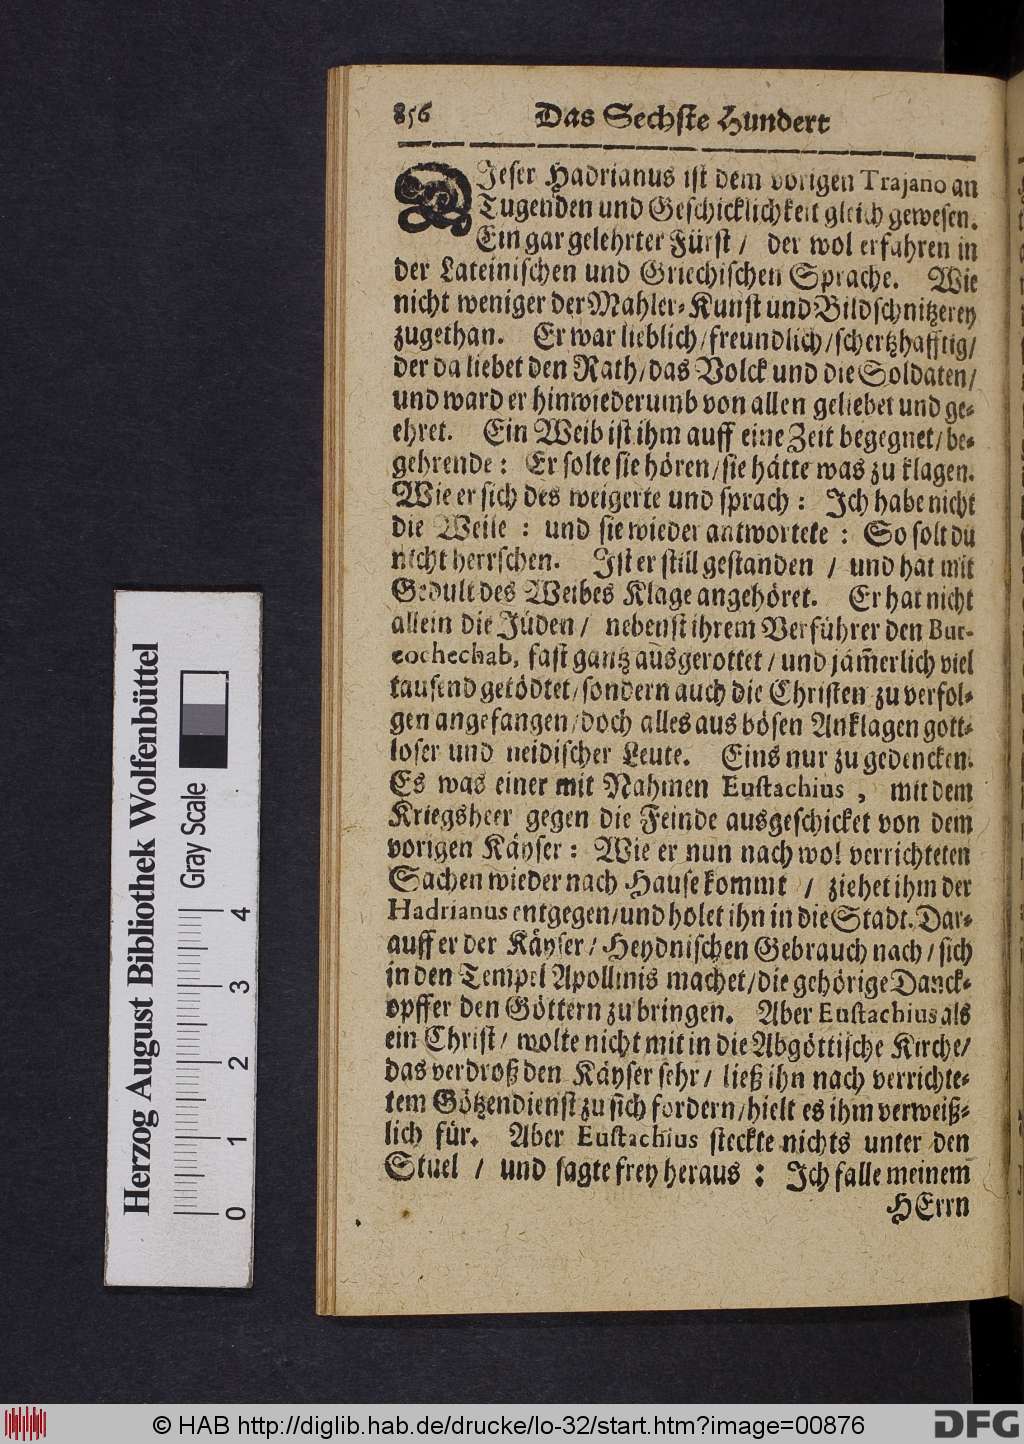 856 Das Sechste Hundert
DIeser Hadrianus ist dem vorigen Trajano an
Tugenden und Geschicklichkeit gleich gewesen.
Ein gar gelehrter Fürst / der wol erfahren in
der Lateinischen und Griechischen Sprache. Wie
nicht weniger der Mahler-Kunst und Bildschnitzerey
zugethan. Er war lieblich / freundlich / schertzhafftig /
der da liebet den Rath / das Volck und die Soldaten /
und ward er hinwiederumb von allen geliebet und ge-
ehret. Ein Weib ist ihm auff eine Zeit begegnet / be-
gehrende: Er solte sie hören / sie hätte was zu klagen.
Wie er sich des weigerte und sprach: Ich habe nicht
die Weile: und sie wieder antwortete: So solt du
nicht herrschen. Ist er still gestanden / und hat mit
Gedult des Weibes Klage angehöret. Er hat nicht
allein die Jüden / nebenst ihrem Verführer den Bur-
cochechab, fast gantz ausgerottet / und jäm̃erlich viel
tausend getödtet / sondern auch die Christen zu verfol-
gen angefangen / doch alles aus bösen Anklagen gott-
loser und neidischer Leute. Eins nur zu gedencken.
Es was einer mit Nahmen Eustachius, mit dem
Kriegsheer gegen die Feinde ausgeschicket von dem
vorigen Käyser: Wie er nun nach wol verrichteten
Sachen wieder nach Hause kommt / ziehet ihm der
Hadrianus entgegen / und holet ihn in die Stadt. Dar-
auff er der Käyser / Heydnischen Gebrauch nach / sich
in den Tempel Apollinis machet / die gehörige Danck-
opffer den Göttern zu bringen. Aber Eustachius als
ein Christ / wolte nicht mit in die Abgöttische Kirche /
das verdroß den Käyser sehr / ließ ihn nach verrichte-
tem Götzendienst zu sich fordern / hielt es ihm verweiß-
lich für. Aber Eustachius steckte nichts unter den
Stuel / und sagte frey heraus: Ich falle meinem
HErrn
Herzog August Bibliothek Wolfenbüttel
Gray Scale
0 1 2 3 4
© HAB http://diglib.hab.de/drucke/lo-32/start.htm?image=00876
DFG